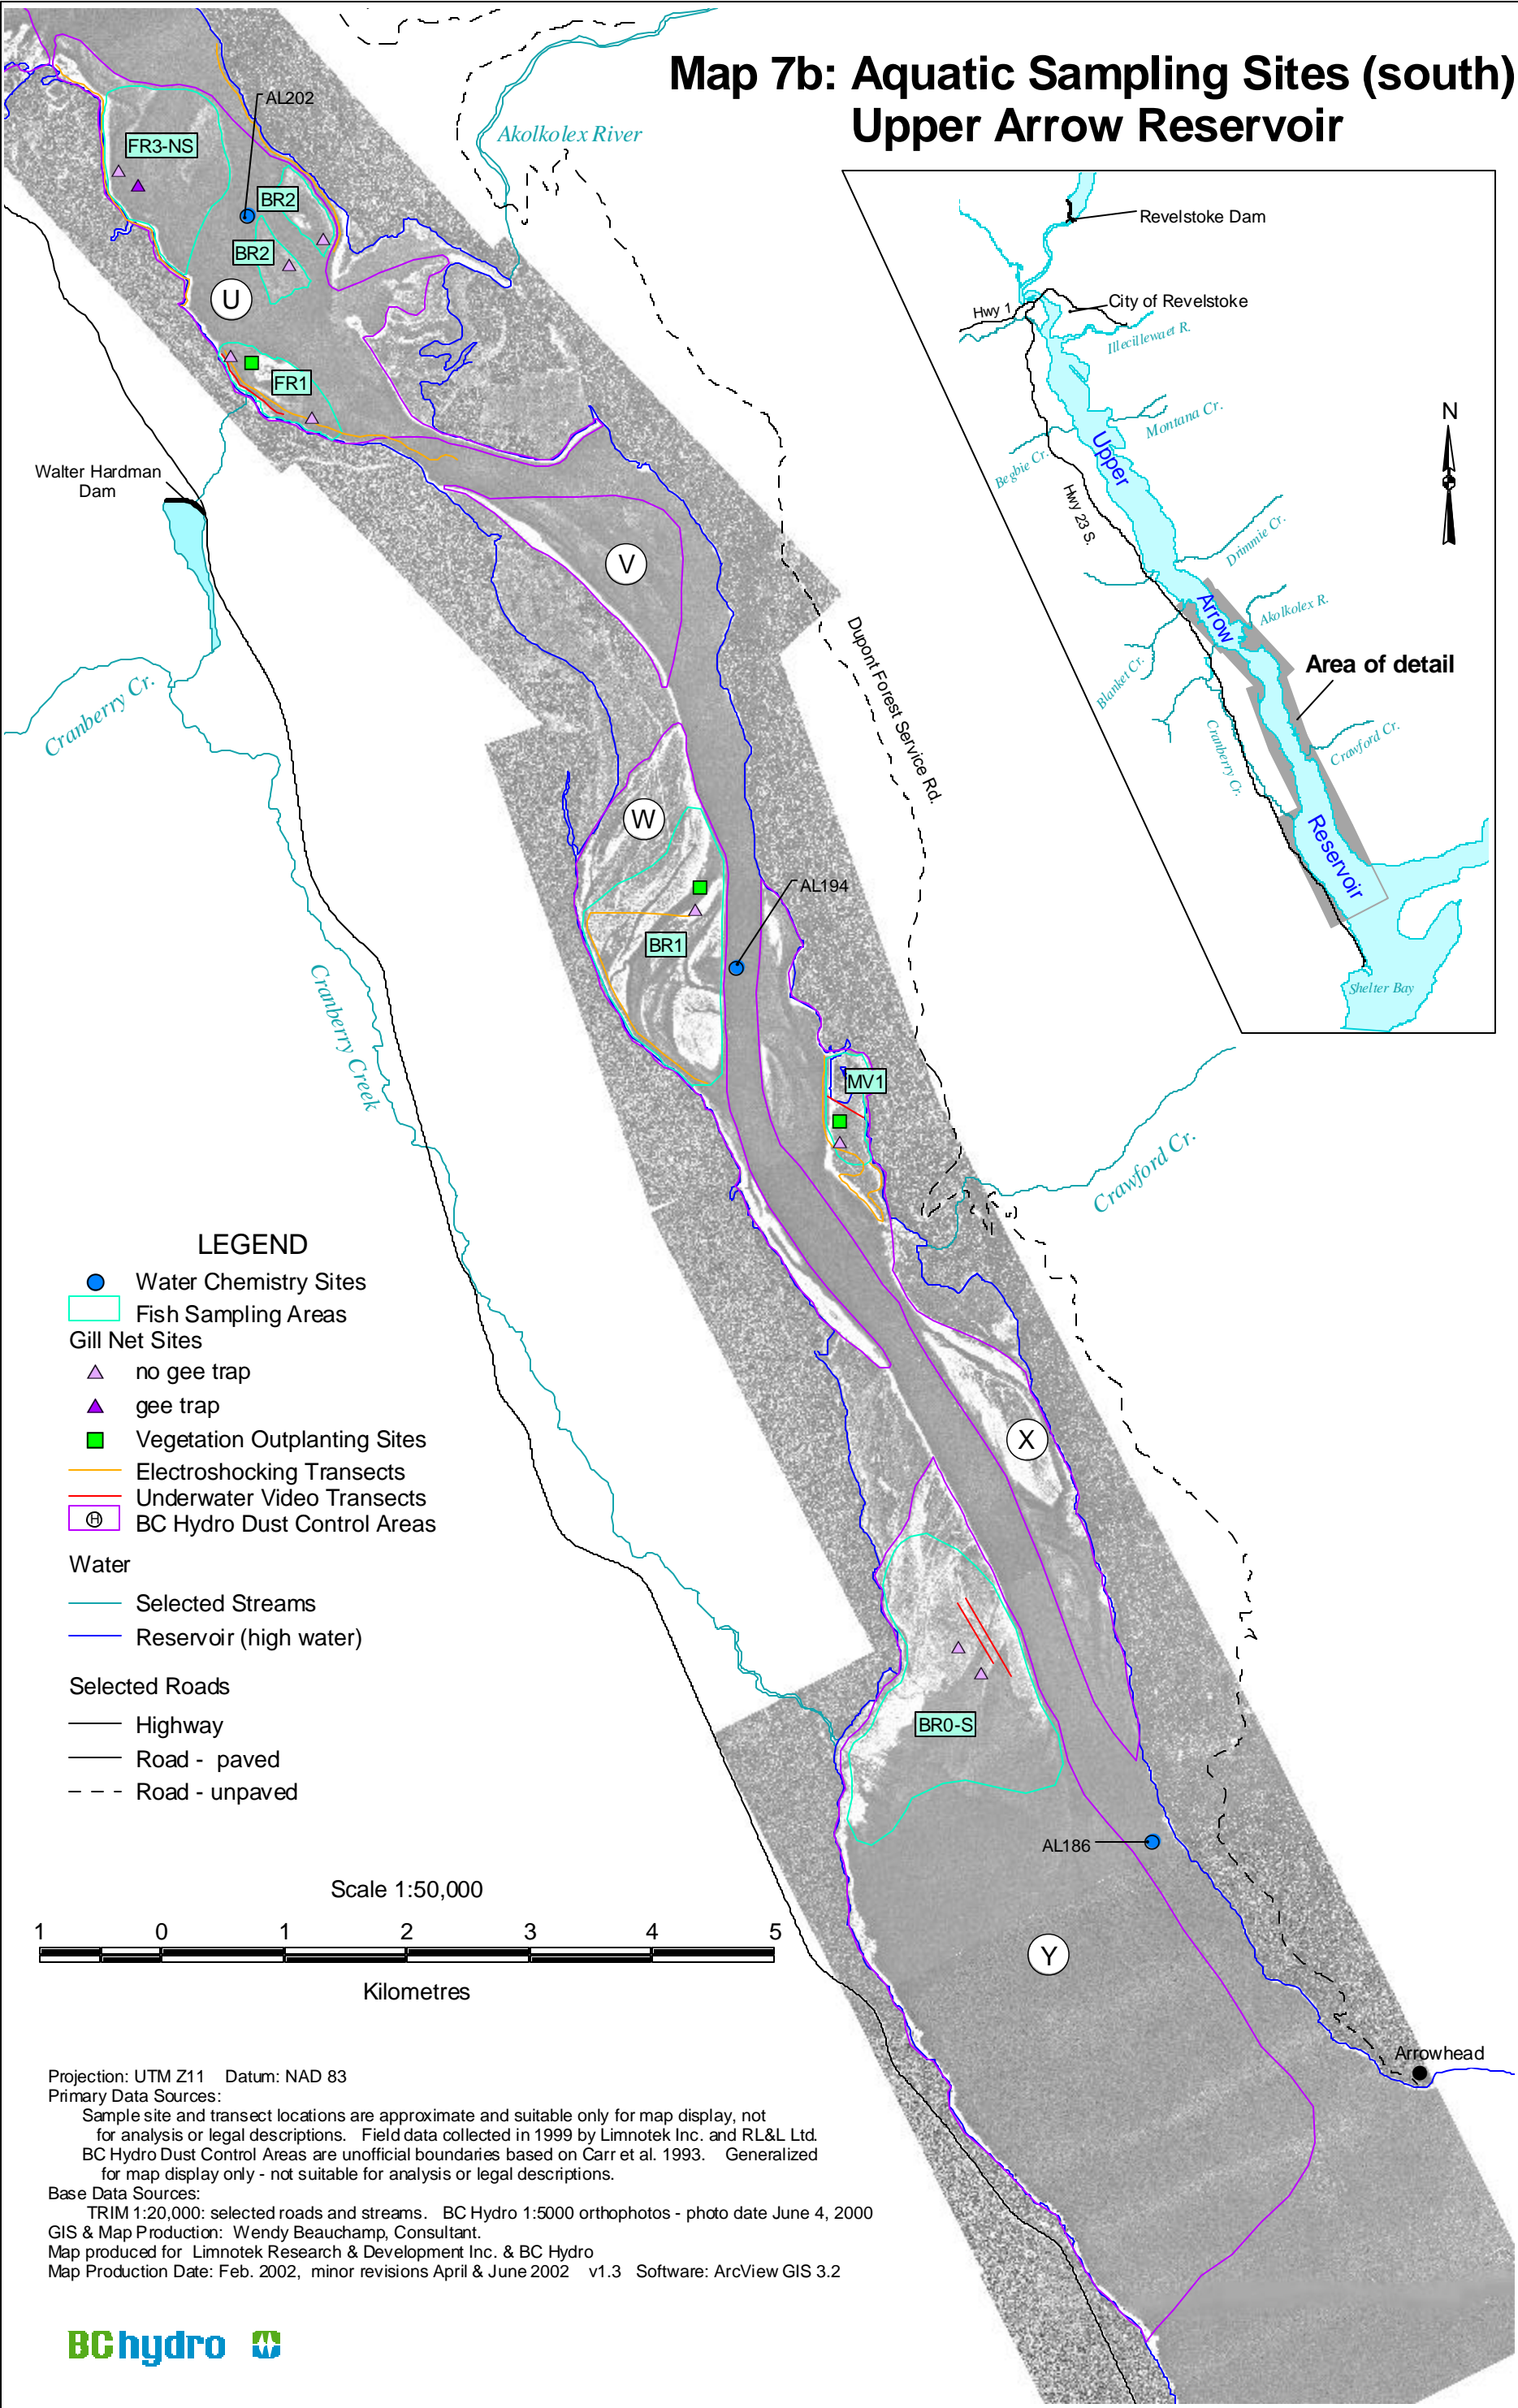 Map 7b: Aquatic Sampling Sites (south)
Upper Arrow Reservoir
AL202
Akolkolex River
FR3-NS
BR2
BR2
U
FR1
Walter Hardman
Dam
V
Cranberry Cr.
Dupont Forest Service Rd.
W
AL194
BR1
Cranberry Creek
MV1
Crawford Cr.
X
BR0-S
AL186
Y
Arrowhead
Revelstoke Dam
City of Revelstoke
Hwy 1
Illecillewaet R.
Montana Cr.
Begbie Cr.
Upper
Hwy 23 S.
Drimmie Cr.
Arrow
Akolkolex R.
Area of detail
Blanket Cr.
Cranberry Cr.
Crawford Cr.
Reservoir
Shelter Bay
N
LEGEND
Water Chemistry Sites
Fish Sampling Areas
Gill Net Sites
no gee trap
gee trap
Vegetation Outplanting Sites
Electroshocking Transects
Underwater Video Transects
H BC Hydro Dust Control Areas
Water
Selected Streams
Reservoir (high water)
Selected Roads
Highway
Road - paved
Road - unpaved
Scale 1:50,000
1 0 1 2 3 4 5
Kilometres
Projection: UTM Z11 Datum: NAD 83
Primary Data Sources:
Sample site and transect locations are approximate and suitable only for map display, not
for analysis or legal descriptions. Field data collected in 1999 by Limnotek Inc. and RL&L Ltd.
BC Hydro Dust Control Areas are unofficial boundaries based on Carr et al. 1993. Generalized
for map display only - not suitable for analysis or legal descriptions.
Base Data Sources:
TRIM 1:20,000: selected roads and streams. BC Hydro 1:5000 orthophotos - photo date June 4, 2000
GIS & Map Production: Wendy Beauchamp, Consultant.
Map produced for Limnotek Research & Development Inc. & BC Hydro
Map Production Date: Feb. 2002, minor revisions April & June 2002 v1.3 Software: ArcView GIS 3.2
BC hydro